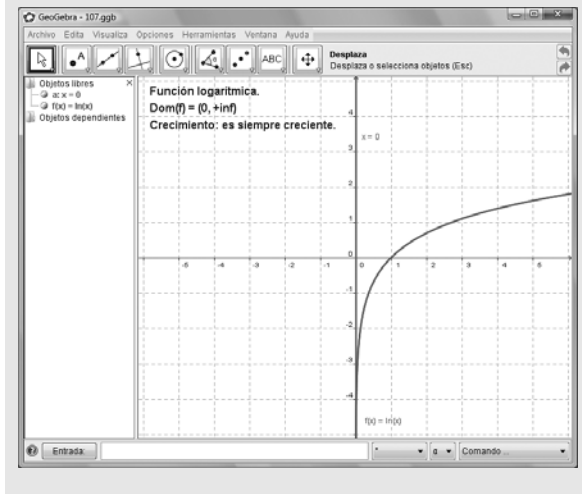 GeoGebra - 107.ggb
Archivo Edita Visualiza Opciones Herramientas Ventana Ayuda
A
ABC
Desplaza
Desplaza o selecciona objetos (Esc)
Objetos libres
a: x = 0
f(x) = ln(x)
Objetos dependientes
Función logarítmica.
Dom(f) = (0, +inf)
Crecimiento: es siempre creciente.
4
x = 0
3
2
1
0
-5 -4 -3 -2 -1 0 1 2 3 4 5
-1
-2
-3
-4
f(x) = ln(x)
Entrada:
α
Comando ...